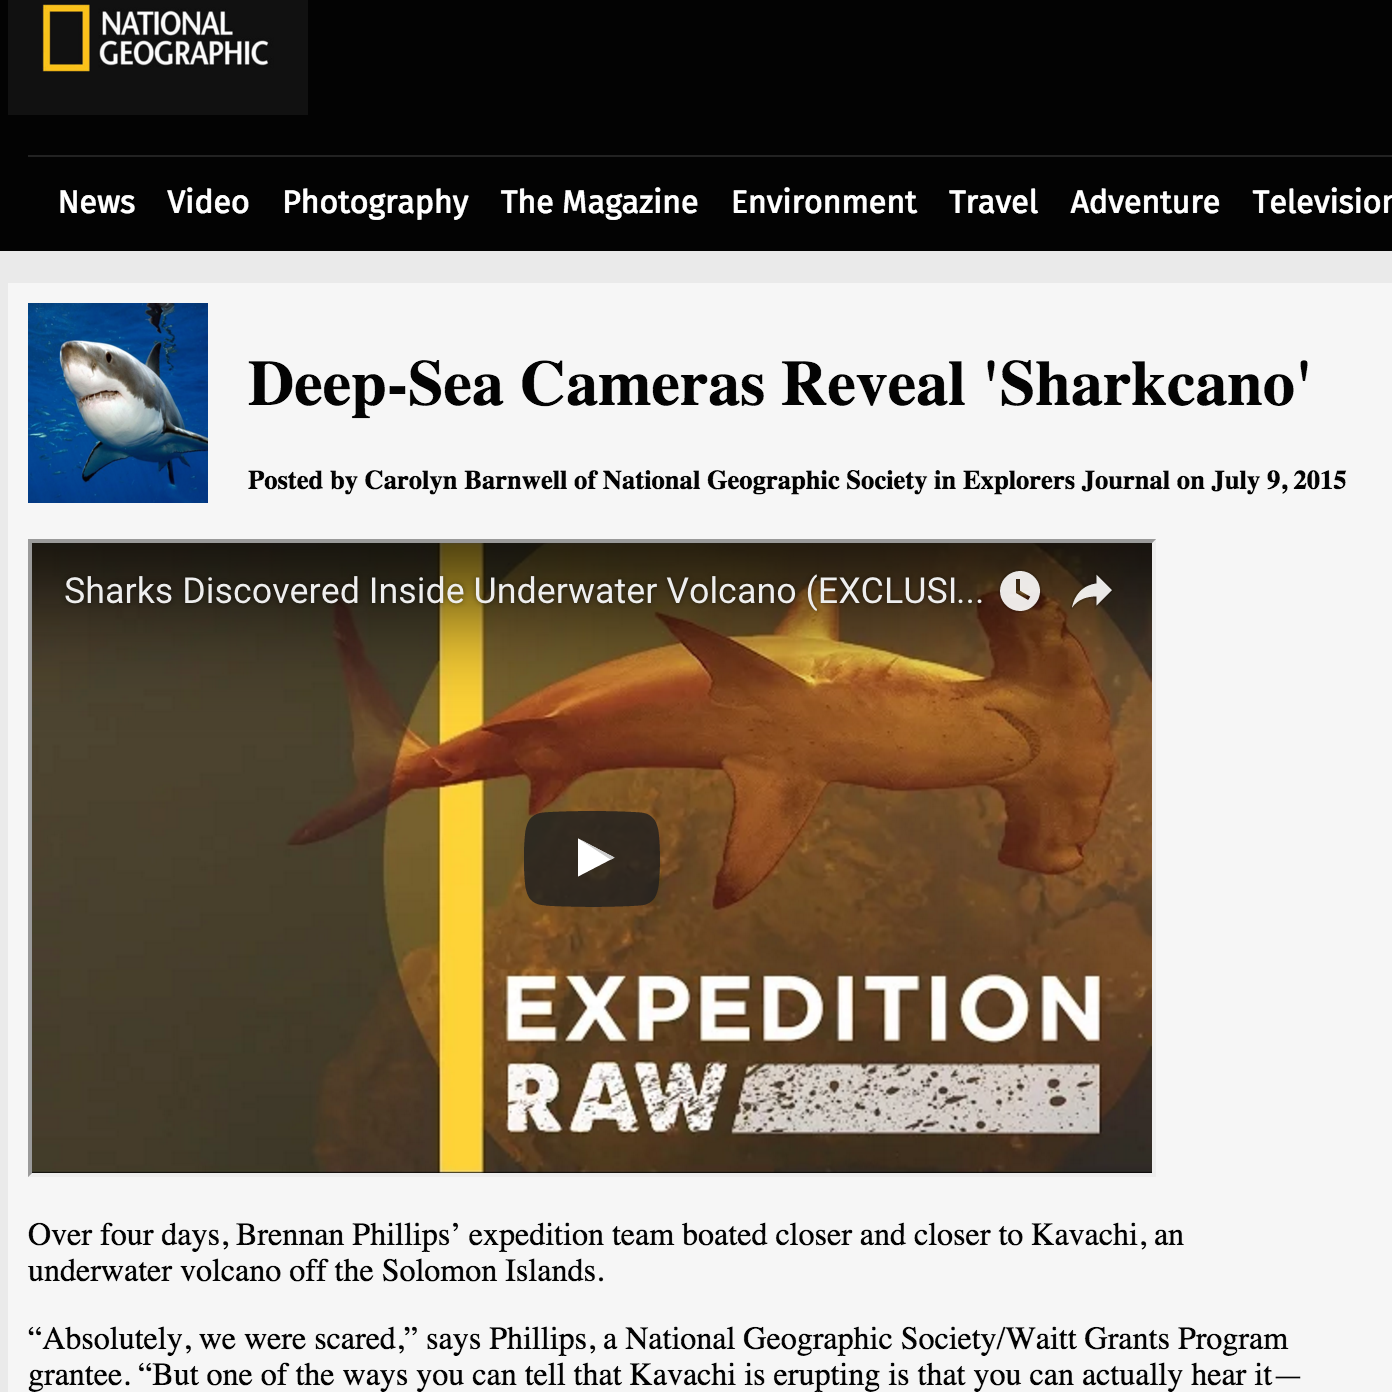 NATIONAL
GEOGRAPHIC
News Video Photography The Magazine Environment Travel Adventure Television
Deep-Sea Cameras Reveal 'Sharkcano'
Posted by Carolyn Barnwell of National Geographic Society in Explorers Journal on July 9, 2015
Sharks Discovered Inside Underwater Volcano (EXCLUSI...
EXPEDITION
RAW
Over four days, Brennan Phillips’ expedition team boated closer and closer to Kavachi, an
underwater volcano off the Solomon Islands.
“Absolutely, we were scared,” says Phillips, a National Geographic Society/Waitt Grants Program
grantee. “But one of the ways you can tell that Kavachi is erupting is that you can actually hear it—